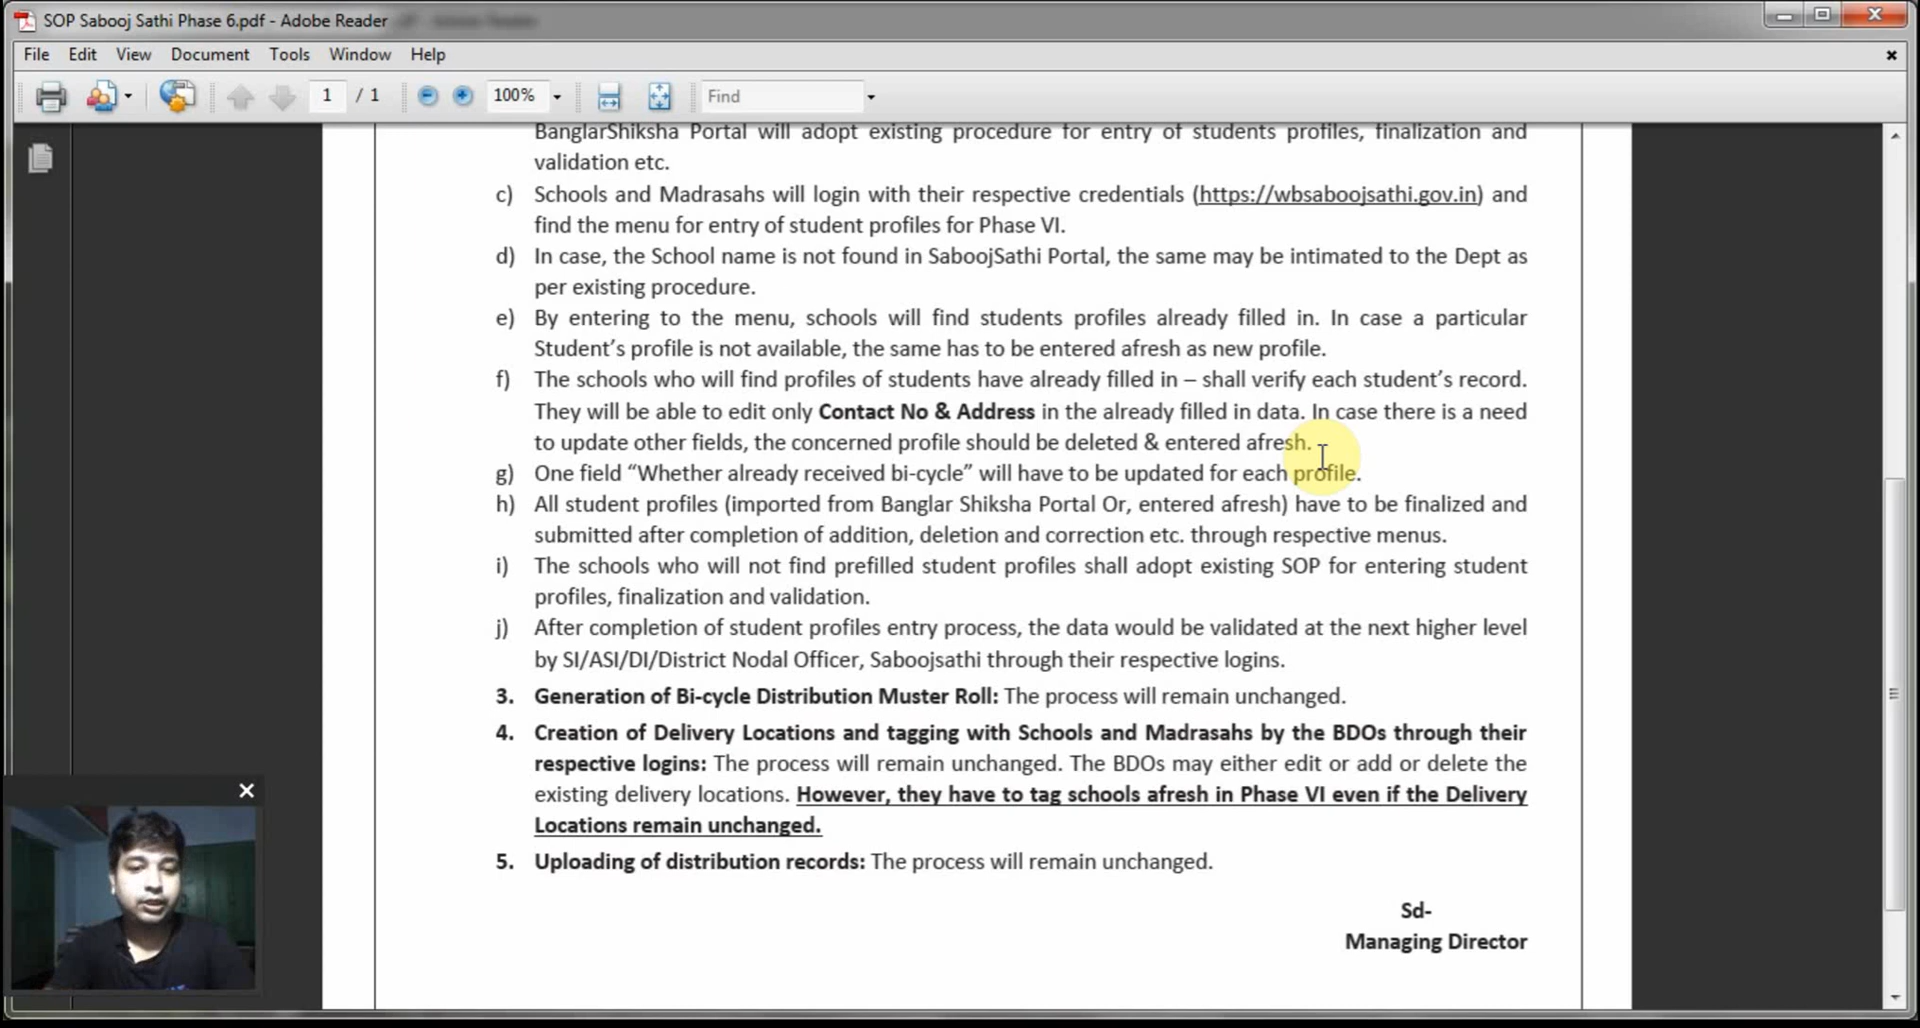 SOP Sabooj Sathi Phase 6.pdf - Adobe Reader
File Edit View Document Tools Window Help
1 / 1 100% Find
BanglarShiksha Portal will adopt existing procedure for entry of students profiles, finalization and
validation etc.
c) Schools and Madrasahs will login with their respective credentials (https://wbsaboojsathi.gov.in) and
find the menu for entry of student profiles for Phase VI.
d) In case, the School name is not found in SaboojSathi Portal, the same may be intimated to the Dept as
per existing procedure.
e) By entering to the menu, schools will find students profiles already filled in. In case a particular
Student’s profile is not available, the same has to be entered afresh as new profile.
f) The schools who will find profiles of students have already filled in – shall verify each student’s record.
They will be able to edit only Contact No & Address in the already filled in data. In case there is a need
to update other fields, the concerned profile should be deleted & entered afresh.
g) One field “Whether already received bi-cycle” will have to be updated for each profile.
h) All student profiles (imported from Banglar Shiksha Portal Or, entered afresh) have to be finalized and
submitted after completion of addition, deletion and correction etc. through respective menus.
i) The schools who will not find prefilled student profiles shall adopt existing SOP for entering student
profiles, finalization and validation.
j) After completion of student profiles entry process, the data would be validated at the next higher level
by SI/ASI/DI/District Nodal Officer, Saboojsathi through their respective logins.
3. Generation of Bi-cycle Distribution Muster Roll: The process will remain unchanged.
4. Creation of Delivery Locations and tagging with Schools and Madrasahs by the BDOs through their
respective logins: The process will remain unchanged. The BDOs may either edit or add or delete the
existing delivery locations. However, they have to tag schools afresh in Phase VI even if the Delivery
Locations remain unchanged.
5. Uploading of distribution records: The process will remain unchanged.
Sd-
Managing Director